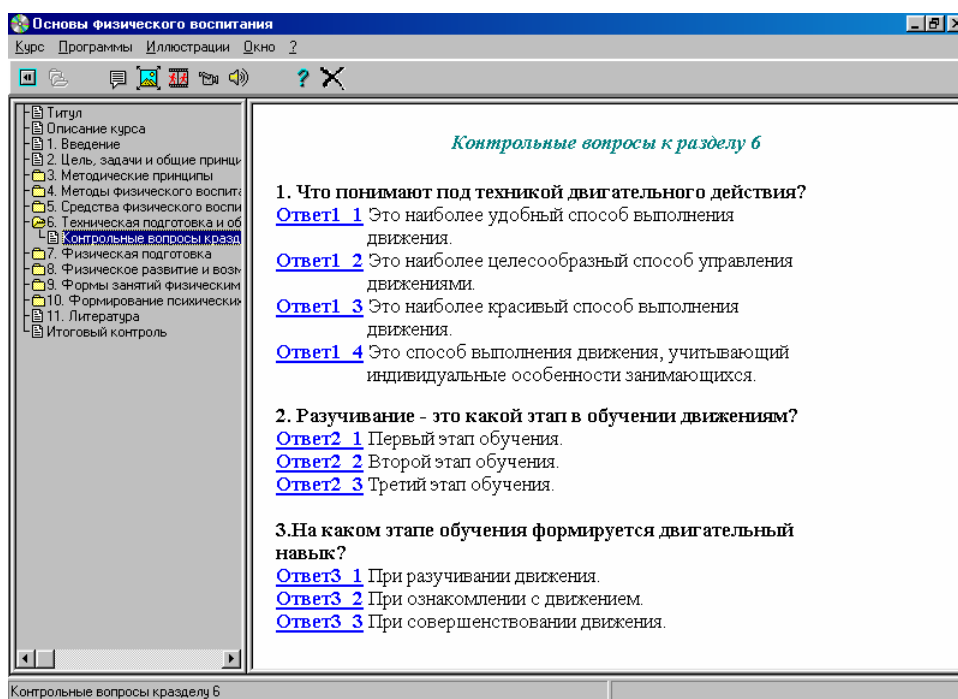 Основы физического воспитания
Курс Программы Иллюстрации Окно ?
Титул
Описание курса
1. Введение
2. Цель, задачи и общие принци
3. Методические принципы
4. Методы физического воспита
5. Средства физического воспи
6. Техническая подготовка и об
Контрольные вопросы кразд
7. Физическая подготовка
8. Физическое развитие и возм
9. Формы занятий физическим
10. Формирование психических
11. Литература
Итоговый контроль
Контрольные вопросы к разделу 6
1. Что понимают под техникой двигательного действия?
Ответ1_1 Это наиболее удобный способ выполнения
движения.
Ответ1_2 Это наиболее целесообразный способ управления
движениями.
Ответ1_3 Это наиболее красивый способ выполнения
движения.
Ответ1_4 Это способ выполнения движения, учитывающий
индивидуальные особенности занимающихся.
2. Разучивание - это какой этап в обучении движениям?
Ответ2_1 Первый этап обучения.
Ответ2_2 Второй этап обучения.
Ответ2_3 Третий этап обучения.
3.На каком этапе обучения формируется двигательный
навык?
Ответ3_1 При разучивании движения.
Ответ3_2 При ознакомлении с движением.
Ответ3_3 При совершенствовании движения.
Контрольные вопросы кразделу 6